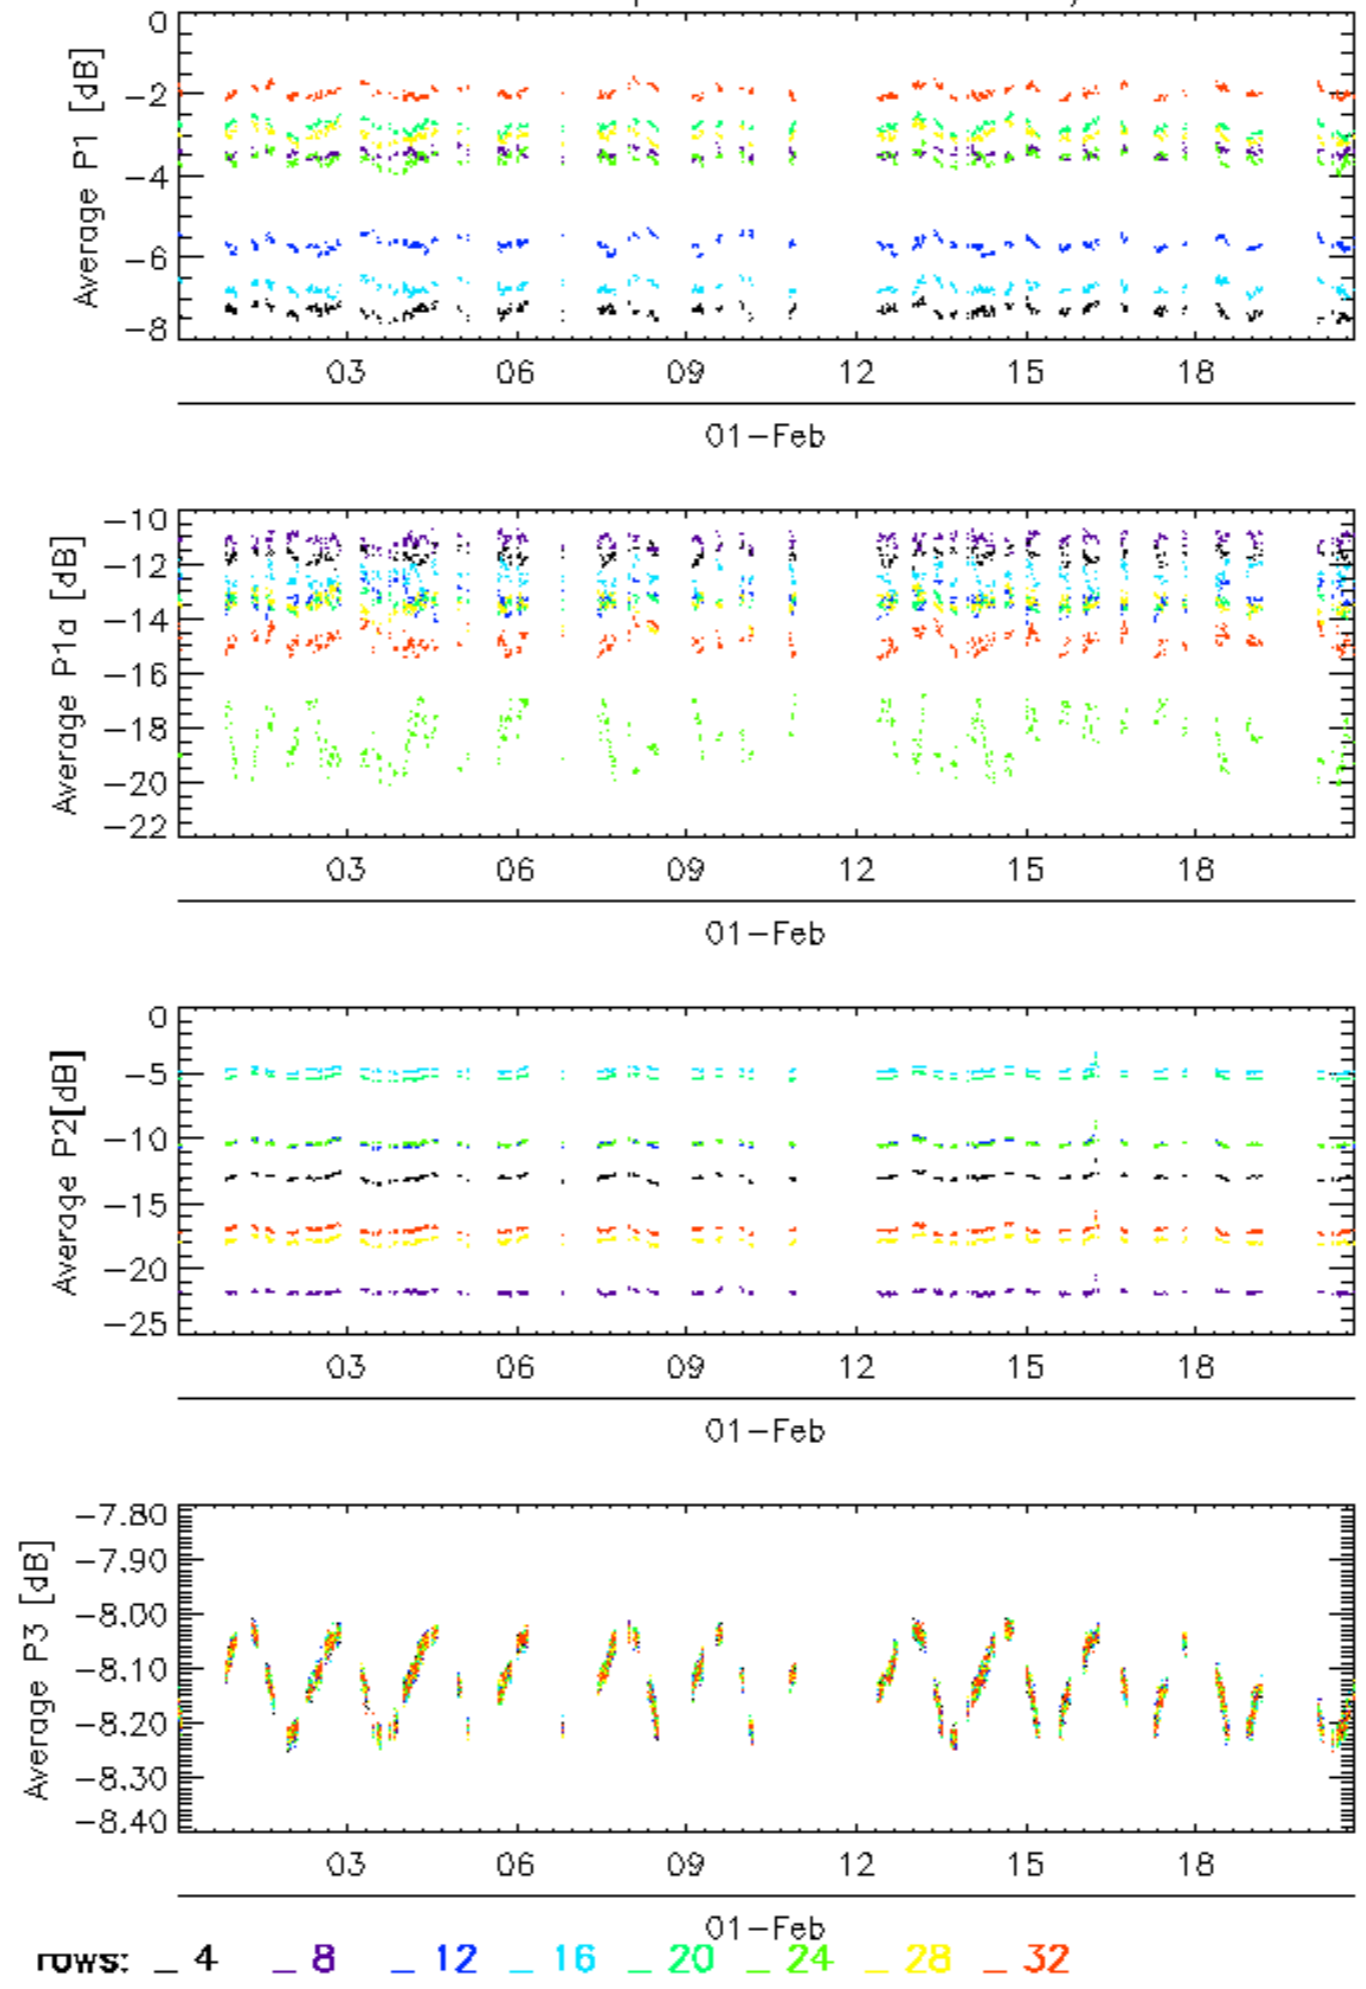 0
-2
-4
-6
-8
Average P1 [dB]
03 06 09 12 15 18
01-Feb
-10
-12
-14
-16
-18
-20
-22
Average P1a [dB]
03 06 09 12 15 18
01-Feb
0
-5
-10
-15
-20
-25
Average P2[dB]
03 06 09 12 15 18
01-Feb
-7.80
-7.90
-8.00
-8.10
-8.20
-8.30
-8.40
Average P3 [dB]
03 06 09 12 15 18
01-Feb
rows: _ 4 _ 8 _ 12 _ 16 _ 20 _ 24 _ 28 _ 32